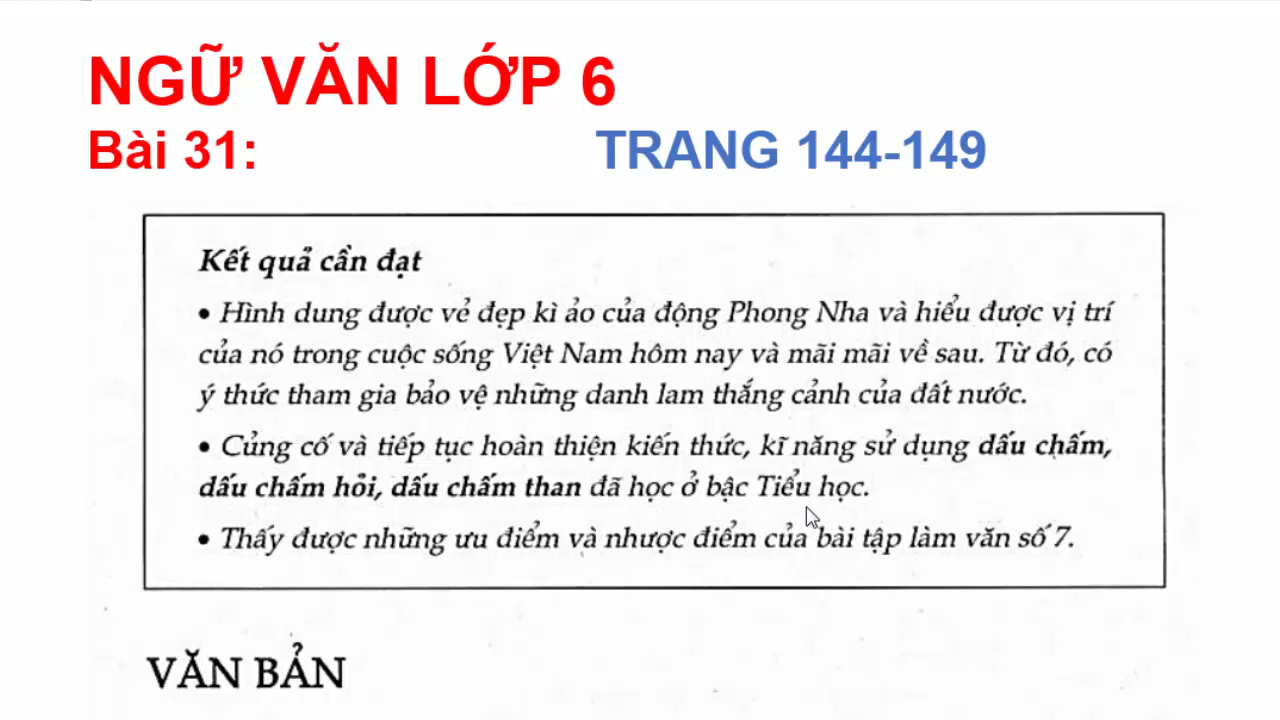 NGỮ VĂN LỚP 6
Bài 31: TRANG 144-149
Kết quả cần đạt
• Hình dung được vẻ đẹp kì ảo của động Phong Nha và hiểu được vị trí
của nó trong cuộc sống Việt Nam hôm nay và mãi mãi về sau. Từ đó, có
ý thức tham gia bảo vệ những danh lam thắng cảnh của đất nước.
• Củng cố và tiếp tục hoàn thiện kiến thức, kĩ năng sử dụng dấu chấm,
dấu chấm hỏi, dấu chấm than đã học ở bậc Tiểu học.
• Thấy được những ưu điểm và nhược điểm của bài tập làm văn số 7.
VĂN BẢN